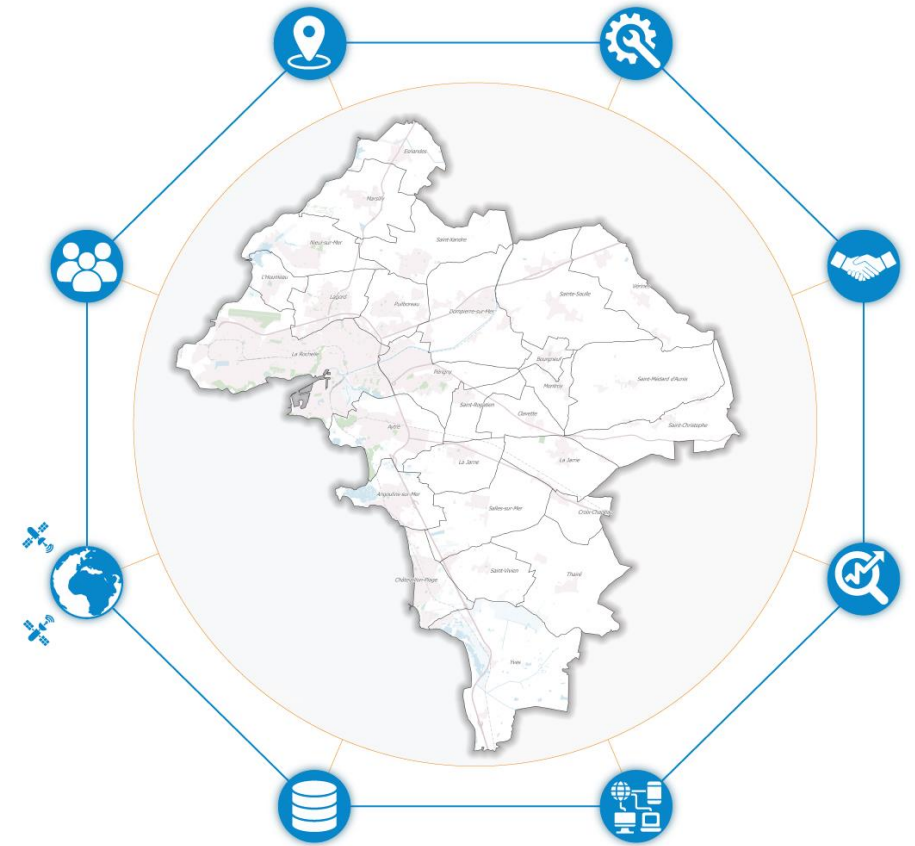 Esnandes
Marsilly
Nieul-sur-Mer
Saint-Xandre
L'Houmeau
Lagord
Puilboreau
Dompierre-sur-Mer
Sainte-Soulle
Vérines
La Rochelle
Périgny
Bourgneuf
Montroy
Saint-Médard d'Aunis
Saint-Rogatien
Clavette
Saint-Christophe
Aytré
La Jarne
La Jarrie
Angoulins-sur-Mer
Salles-sur-Mer
Croix-Chapeau
Saint-Vivien
Thairé
Châtelaillon-Plage
Yves